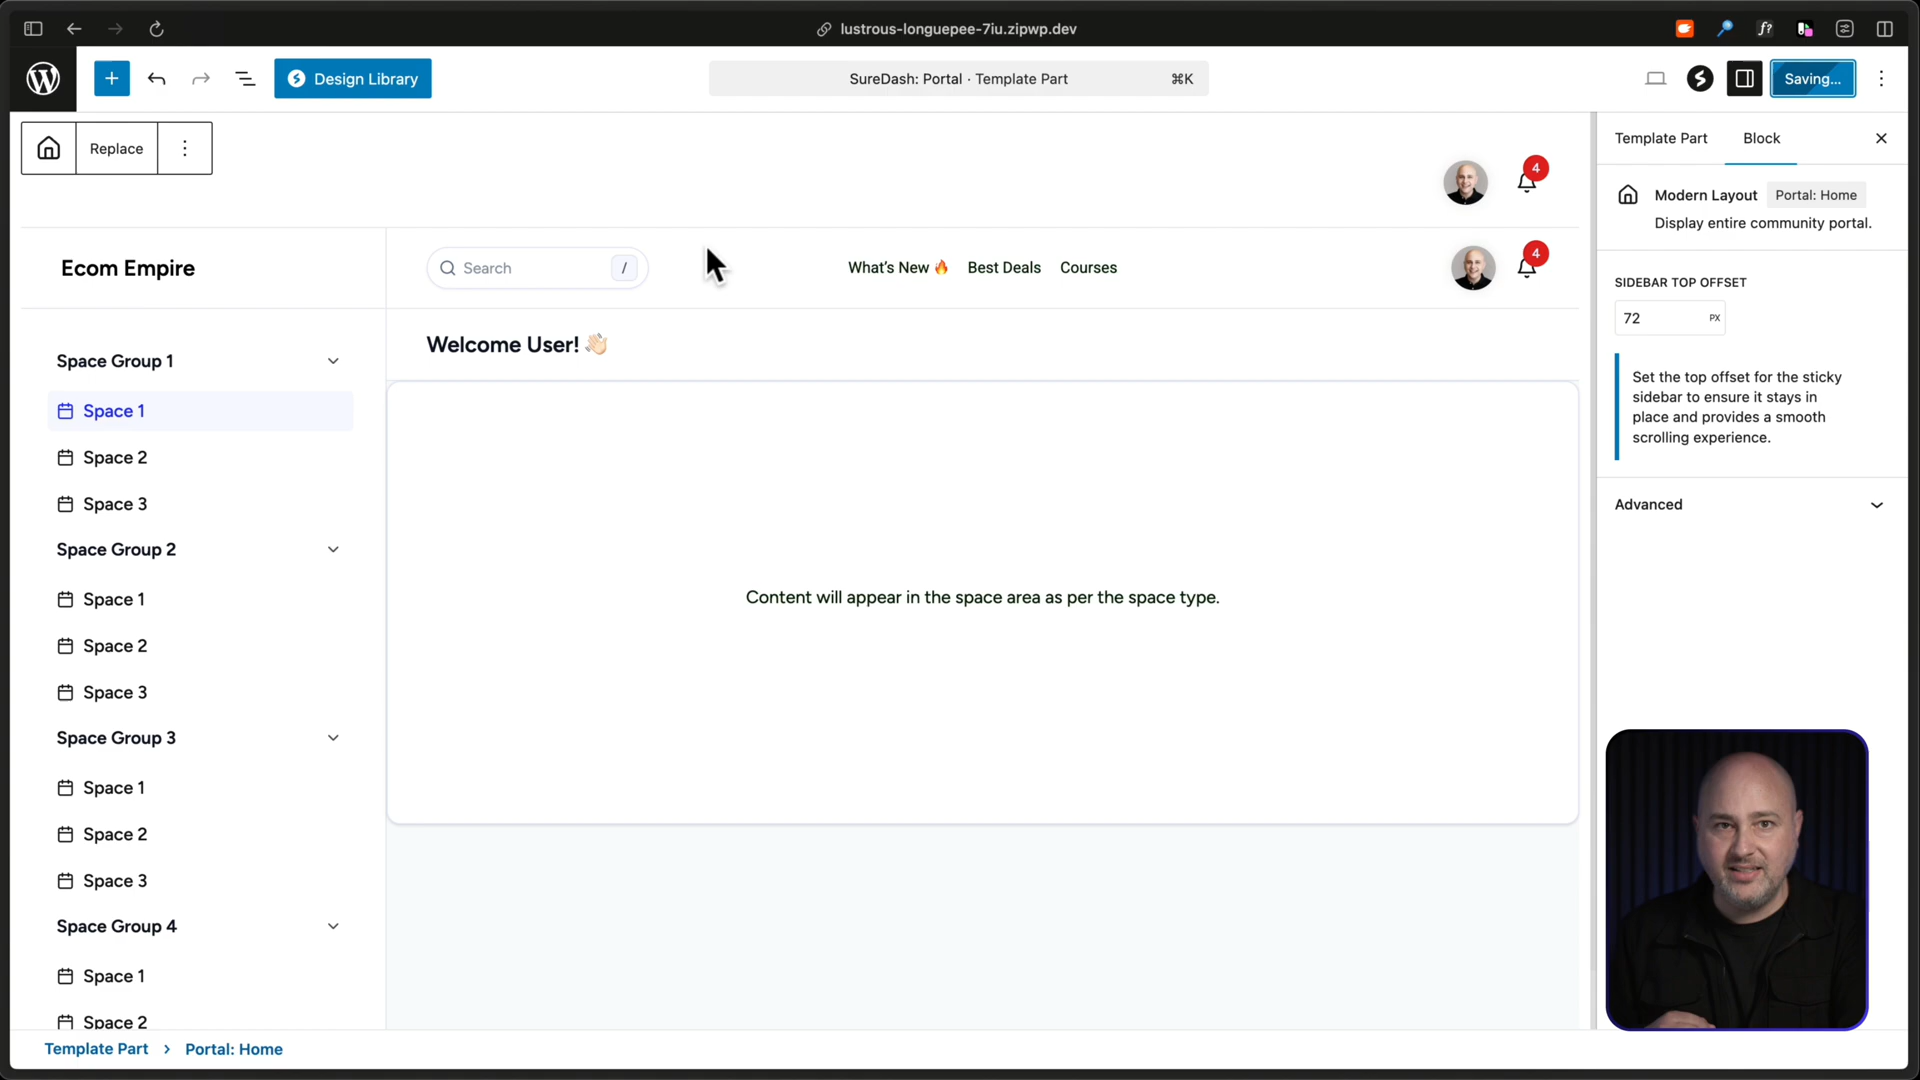 lustrous-longuepee-7iu.zipwp.dev
Design Library
SureDash: Portal · Template Part
⌘K
Saving...
Replace
4
Template Part
Block
Modern Layout
Portal: Home
Display entire community portal.
Ecom Empire
Search
/
What's New 🔥
Best Deals
Courses
4
SIDEBAR TOP OFFSET
72
PX
Set the top offset for the sticky
sidebar to ensure it stays in
place and provides a smooth
scrolling experience.
Advanced
Welcome User! 👋🏻
Space Group 1
Space 1
Space 2
Space 3
Space Group 2
Space 1
Space 2
Space 3
Space Group 3
Space 1
Space 2
Space 3
Space Group 4
Space 1
Space 2
Content will appear in the space area as per the space type.
Template Part
Portal: Home